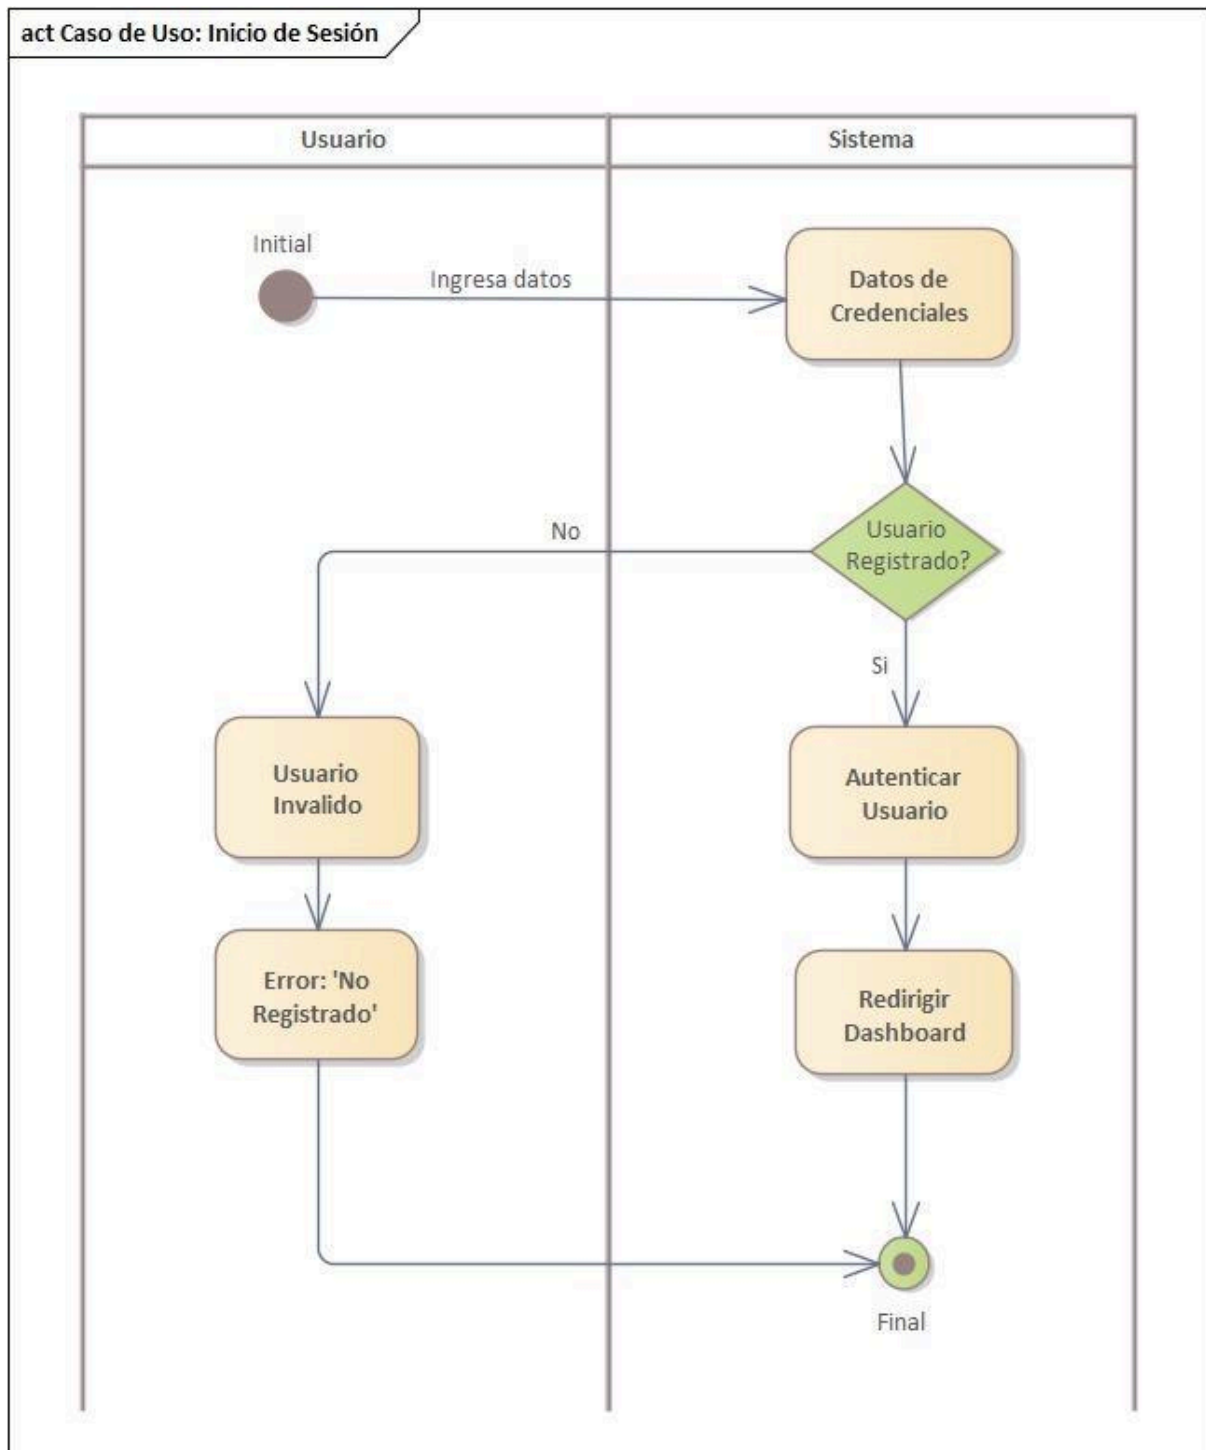 act Caso de Uso: Inicio de Sesión
Usuario
Sistema
Initial
Ingresa datos
Datos de
Credenciales
Usuario
Registrado?
No
Si
Usuario
Invalido
Autenticar
Usuario
Error: 'No
Registrado'
Redirigir
Dashboard
Final